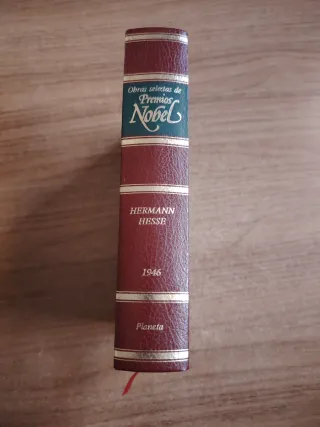 Obras selectas de
Premios
Nobel
HERMANN
HESSE
1946
Planeta